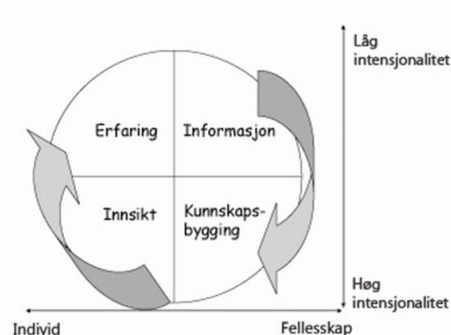 Låg
intensjonalitet
Erfaring
Informasjon
Innsikt
Kunnskaps-
bygging
Høg
intensjonalitet
Individ
Fellesskap